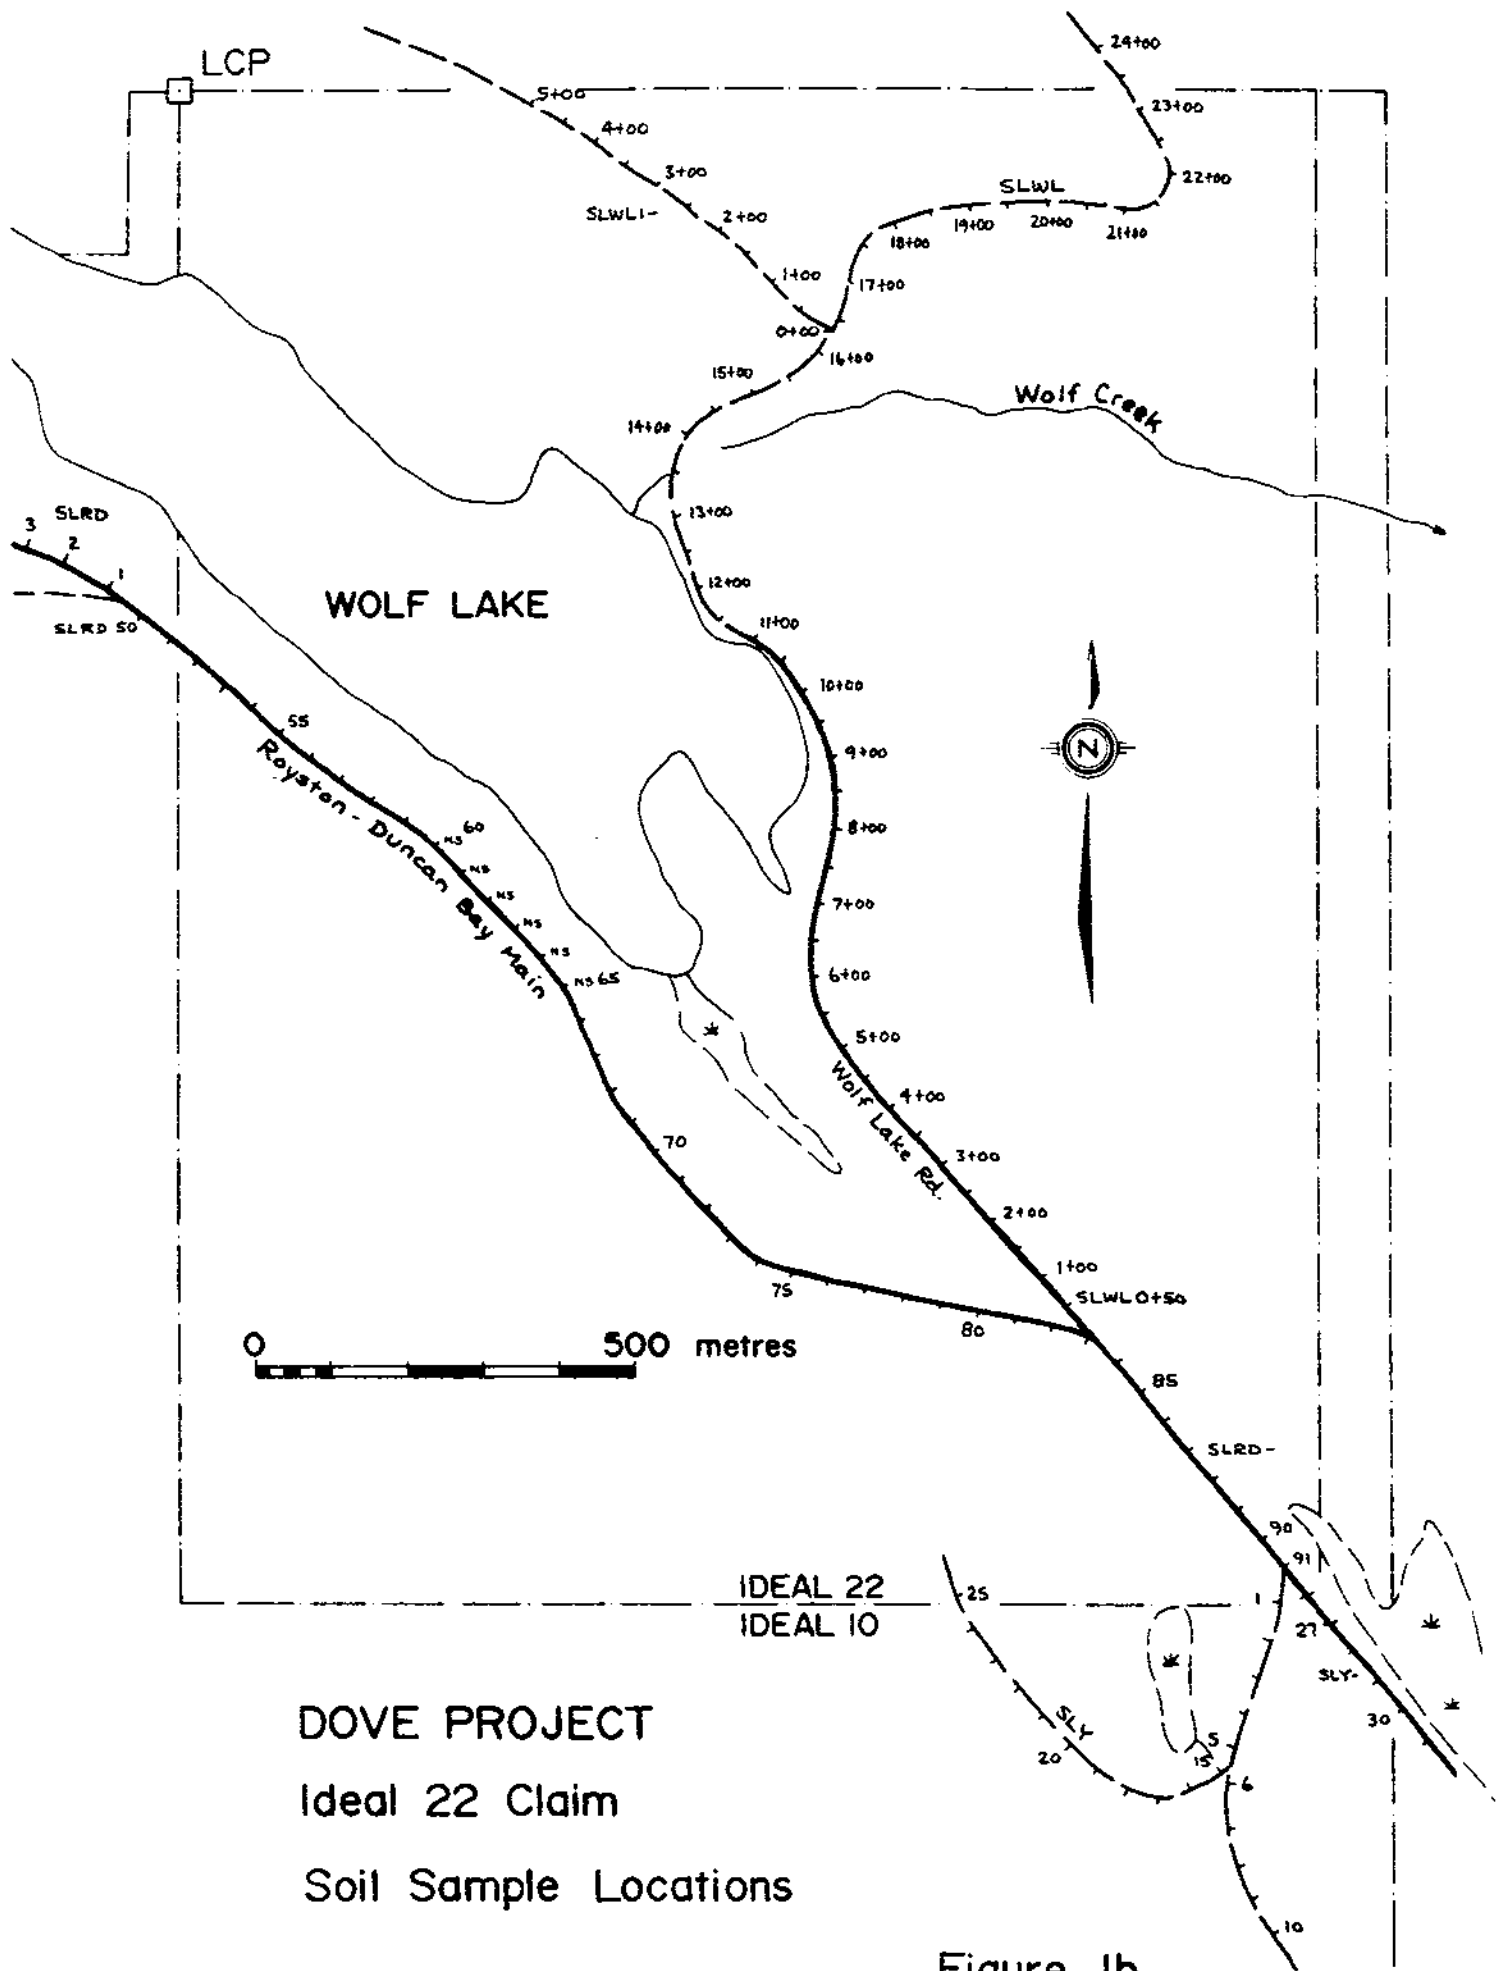 LCP
24+00
5+00
23+00
4+00
3+00
22+00
SLWL
SLWL1-
2+00
18+00
19+00
20+00
21+00
1+00
17+00
0+00
16+00
15+00
Wolf Creek
14+00
13+00
SLRD
3
2
1
12+00
WOLF LAKE
SLRD 50
11+00
10+00
55
Royston - Duncan Bay Main
9+00
N
8+00
NS 60
NS
NS
7+00
NS
NS
NS 65
6+00
5+00
Wolf Lake Rd.
4+00
70
3+00
2+00
1+00
75
SLWL 0+50
80
0
500 metres
85
SLRD-
90
91
IDEAL 22
25
1
IDEAL 10
27
SLY-
SLY
30
20
5
15
6
DOVE PROJECT
Ideal 22 Claim
Soil Sample Locations
10
Figure 1b